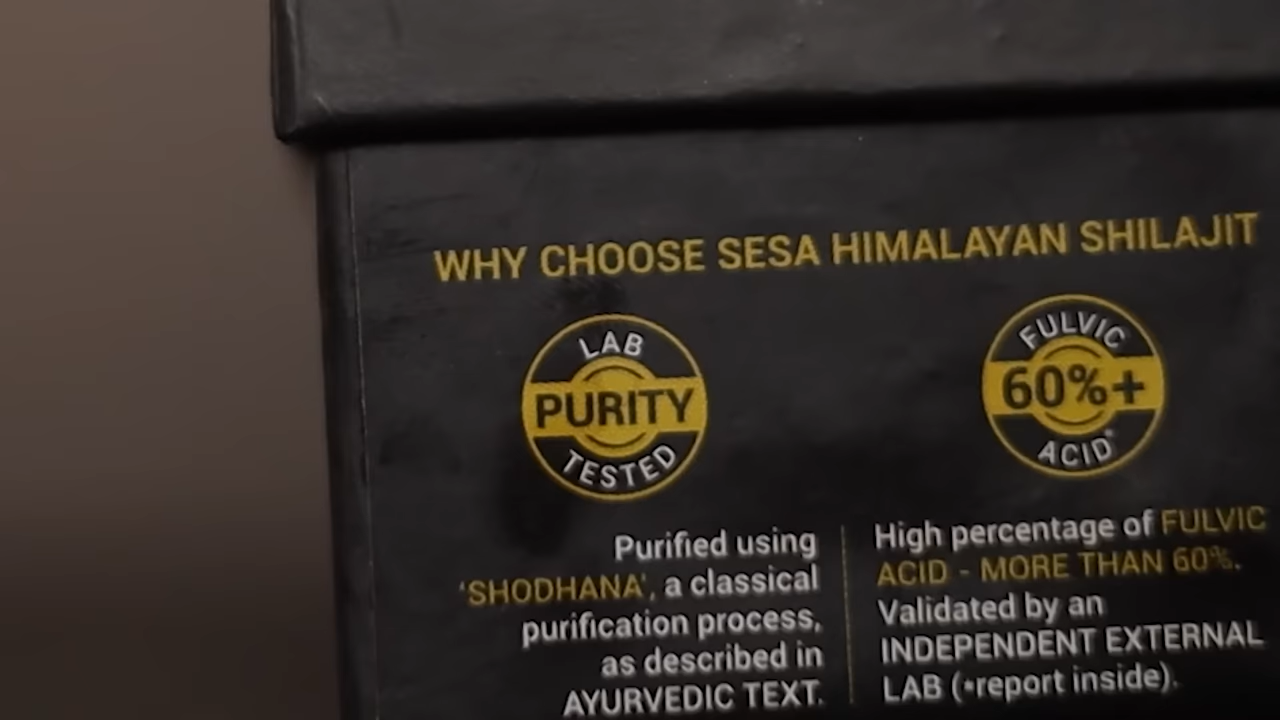 WHY CHOOSE SESA HIMALAYAN SHILAJIT
LAB
PURITY
TESTED
FULVIC
60%+
ACID*
Purified using
'SHODHANA', a classical
purification process,
as described in
AYURVEDIC TEXT.
High percentage of FULVIC
ACID - MORE THAN 60%.
Validated by an
INDEPENDENT EXTERNAL
LAB (*report inside).